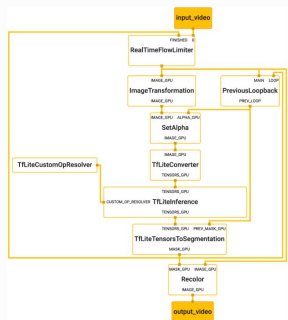 input_video
FINISHED
RealTimeFlowLimiter
IMAGE_GPU
MAIN LOOP
ImageTransformation
PreviousLoopback
IMAGE_GPU
PREV_LOOP
IMAGE_GPU ALPHA_GPU
SetAlpha
IMAGE_GPU
IMAGE_GPU
TfLiteConverter
TfLiteCustomOpResolver
TENSORS_GPU
TENSORS_GPU
CUSTOM_OP_RESOLVER
TfLiteInference
TENSORS_GPU
TENSORS_GPU PREV_MASK_GPU
TfLiteTensorsToSegmentation
MASK_GPU
MASK_GPU IMAGE_GPU
Recolor
IMAGE_GPU
output_video